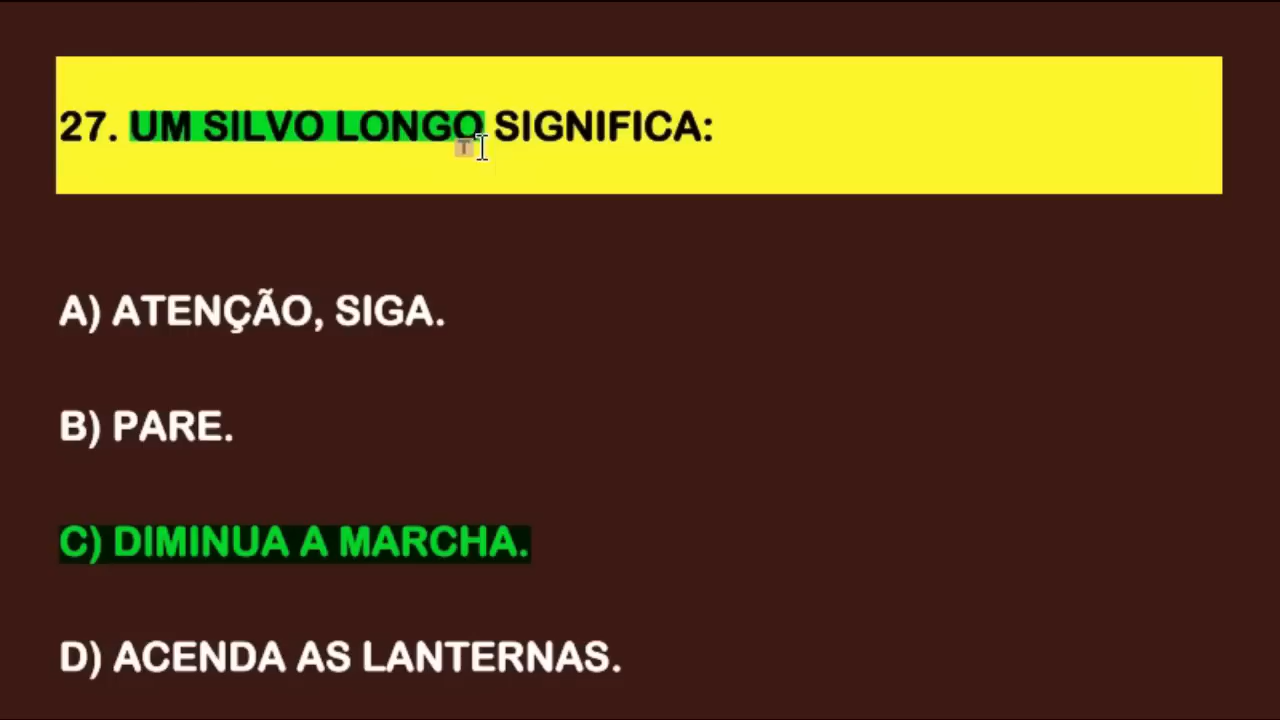 27. UM SILVO LONGO SIGNIFICA:
T
A) ATENÇÃO, SIGA.
B) PARE.
C) DIMINUA A MARCHA.
D) ACENDA AS LANTERNAS.